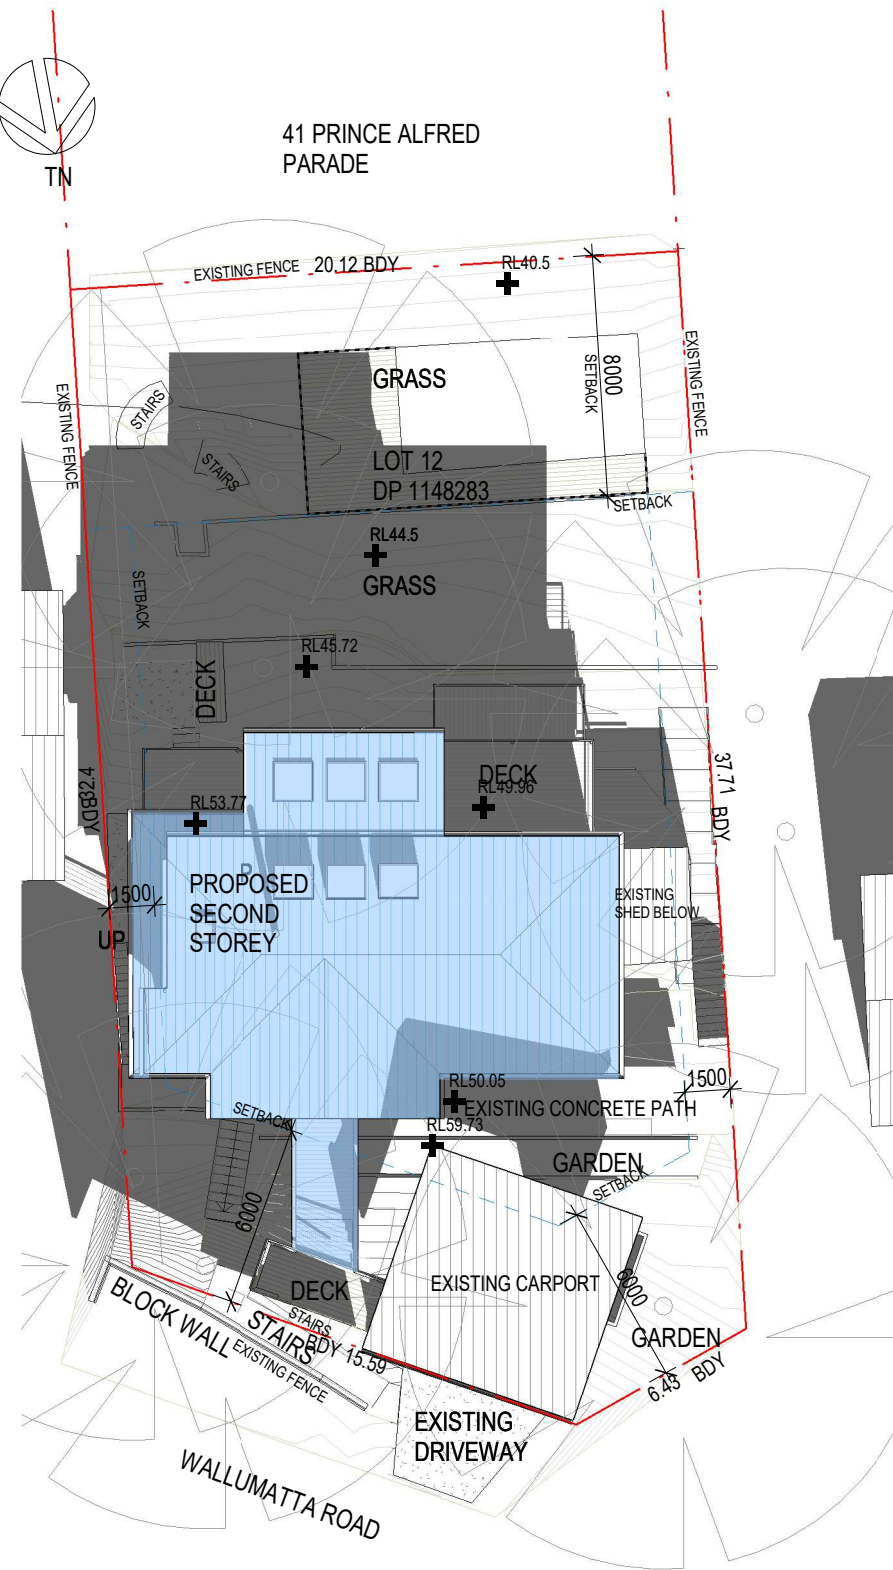 41 PRINCE ALFRED
PARADE
TN
EXISTING FENCE
20.12 BDY
RL40.5
EXISTING FENCE
EXISTING FENCE
8000
SETBACK
GRASS
STAIRS
STAIRS
LOT 12
DP 1148283
SETBACK
RL44.5
GRASS
SETBACK
RL45.72
DECK
DECK
RL49.96
37.71 BDY
BDY
32.4
RL53.77
P
PROPOSED
SECOND
STOREY
1500
UP
EXISTING
SHED BELOW
1500
RL50.05
EXISTING CONCRETE PATH
RL59.73
SETBACK
GARDEN
SETBACK
6000
DECK
EXISTING CARPORT
6000
STAIRS
BLOCK WALL
STAIRS
BDY 15.59
EXISTING FENCE
GARDEN
6.43 BDY
EXISTING
DRIVEWAY
WALLUMATTA ROAD